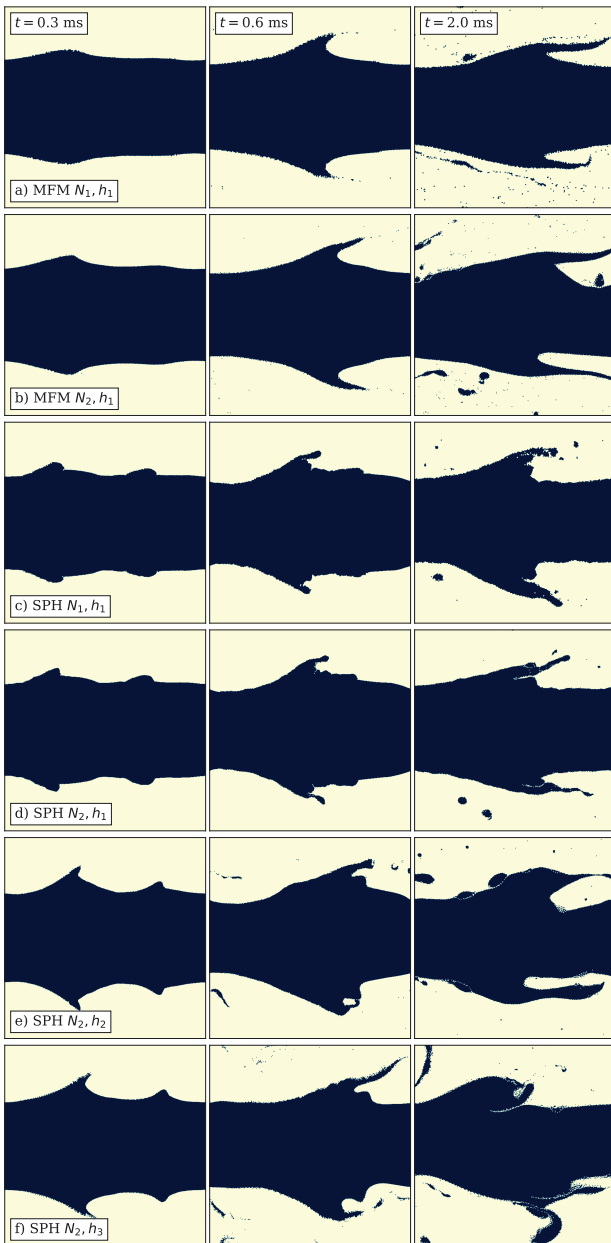 t = 0.3 ms
t = 0.6 ms
t = 2.0 ms
a) MFM N₁, h₁
b) MFM N₂, h₁
c) SPH N₁, h₁
d) SPH N₂, h₁
e) SPH N₂, h₂
f) SPH N₂, h₃